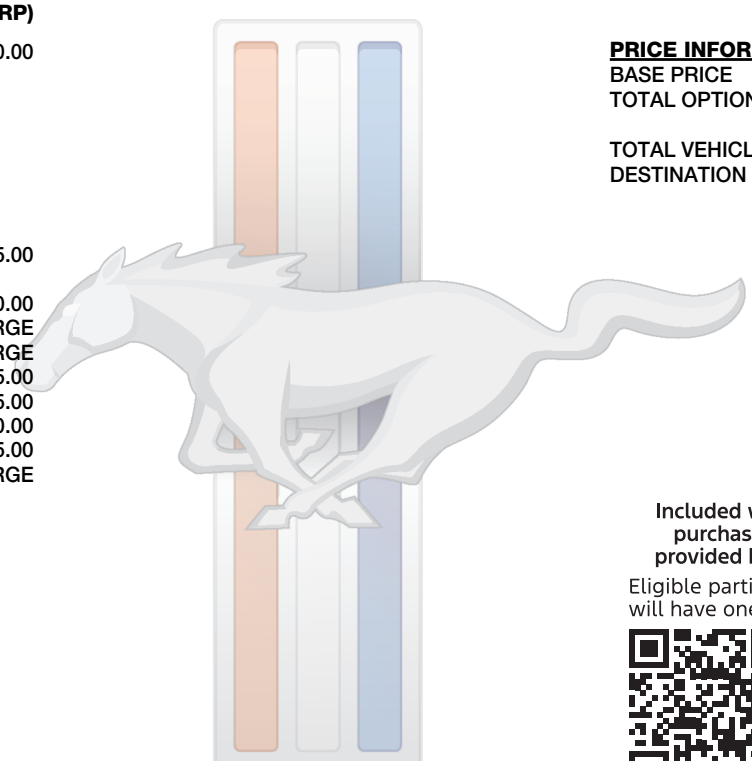 RP)
0.00
5.00
0.00
RGE
RGE
5.00
5.00
0.00
5.00
RGE
PRICE INFOR
BASE PRICE
TOTAL OPTION
TOTAL VEHICL
DESTINATION
Included w
purchas
provided b
Eligible parti
will have one